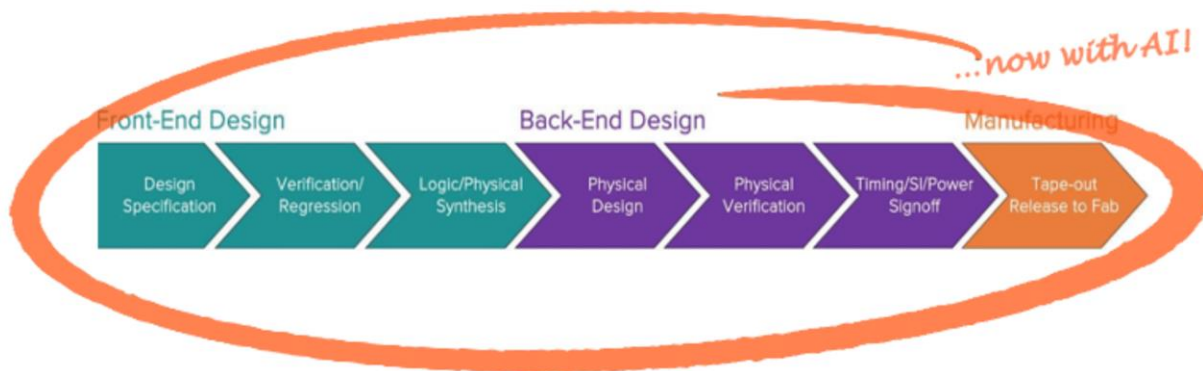 ...now with AI!
Front-End Design
Back-End Design
Manufacturing
Design
Specification
Verification/
Regression
Logic/Physical
Synthesis
Physical
Design
Physical
Verification
Timing/SI/Power
Signoff
Tape-out
Release to Fab